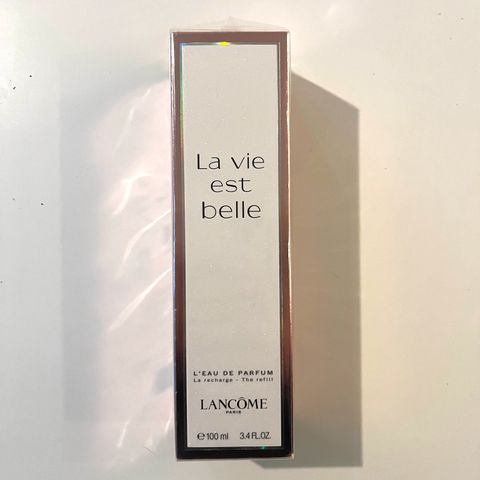 La vie
est
belle
L'EAU DE PARFUM
La recharge - The refill
LANCÔME
PARIS
℮ 100 ml 3.4 FL.OZ.